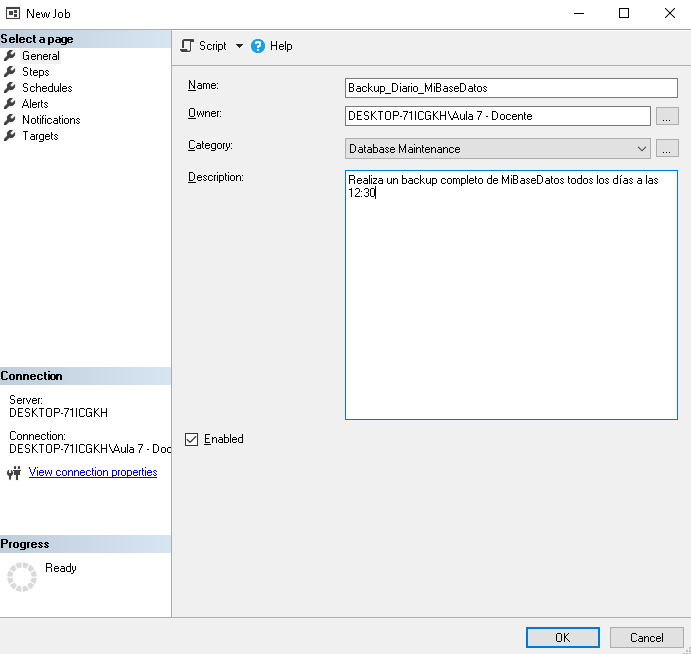 New Job
Select a page
General
Steps
Schedules
Alerts
Notifications
Targets
Script
Help
Name:
Backup_Diario_MiBaseDatos
Owner:
DESKTOP-71ICGKH\Aula 7 - Docente
...
Category:
Database Maintenance
...
Description:
Realiza un backup completo de MiBaseDatos todos los días a las
12:30
Enabled
Connection
Server:
DESKTOP-71ICGKH
Connection:
DESKTOP-71ICGKH\Aula 7 - Doc
View connection properties
Progress
Ready
OK
Cancel